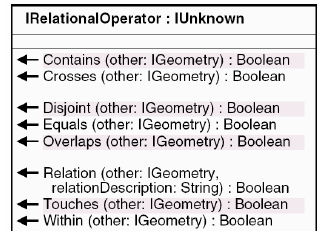 IRelationalOperator : IUnknown
Contains (other: IGeometry) : Boolean
Crosses (other: IGeometry) : Boolean
Disjoint (other: IGeometry) : Boolean
Equals (other: IGeometry) : Boolean
Overlaps (other: IGeometry) : Boolean
Relation (other: IGeometry,
relationDescription: String) : Boolean
Touches (other: IGeometry) : Boolean
Within (other: IGeometry) : Boolean